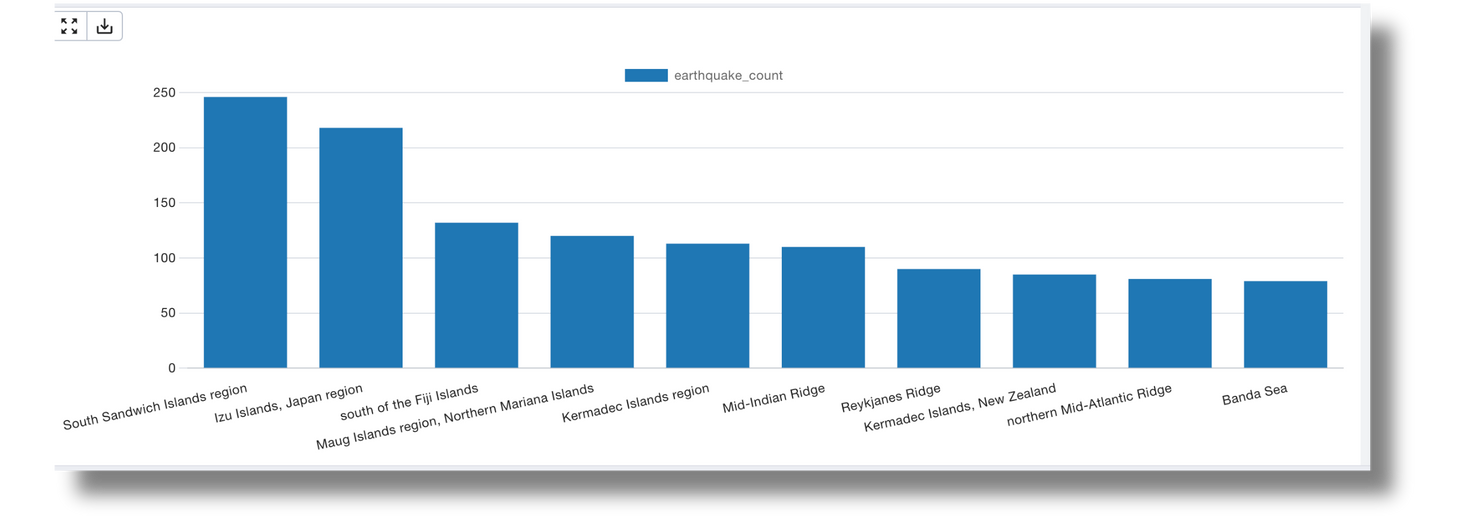 earthquake_count
250
200
150
100
50
0
South Sandwich Islands region
Izu Islands, Japan region
south of the Fiji Islands
Maug Islands region, Northern Mariana Islands
Kermadec Islands region
Mid-Indian Ridge
Reykjanes Ridge
Kermadec Islands, New Zealand
northern Mid-Atlantic Ridge
Banda Sea